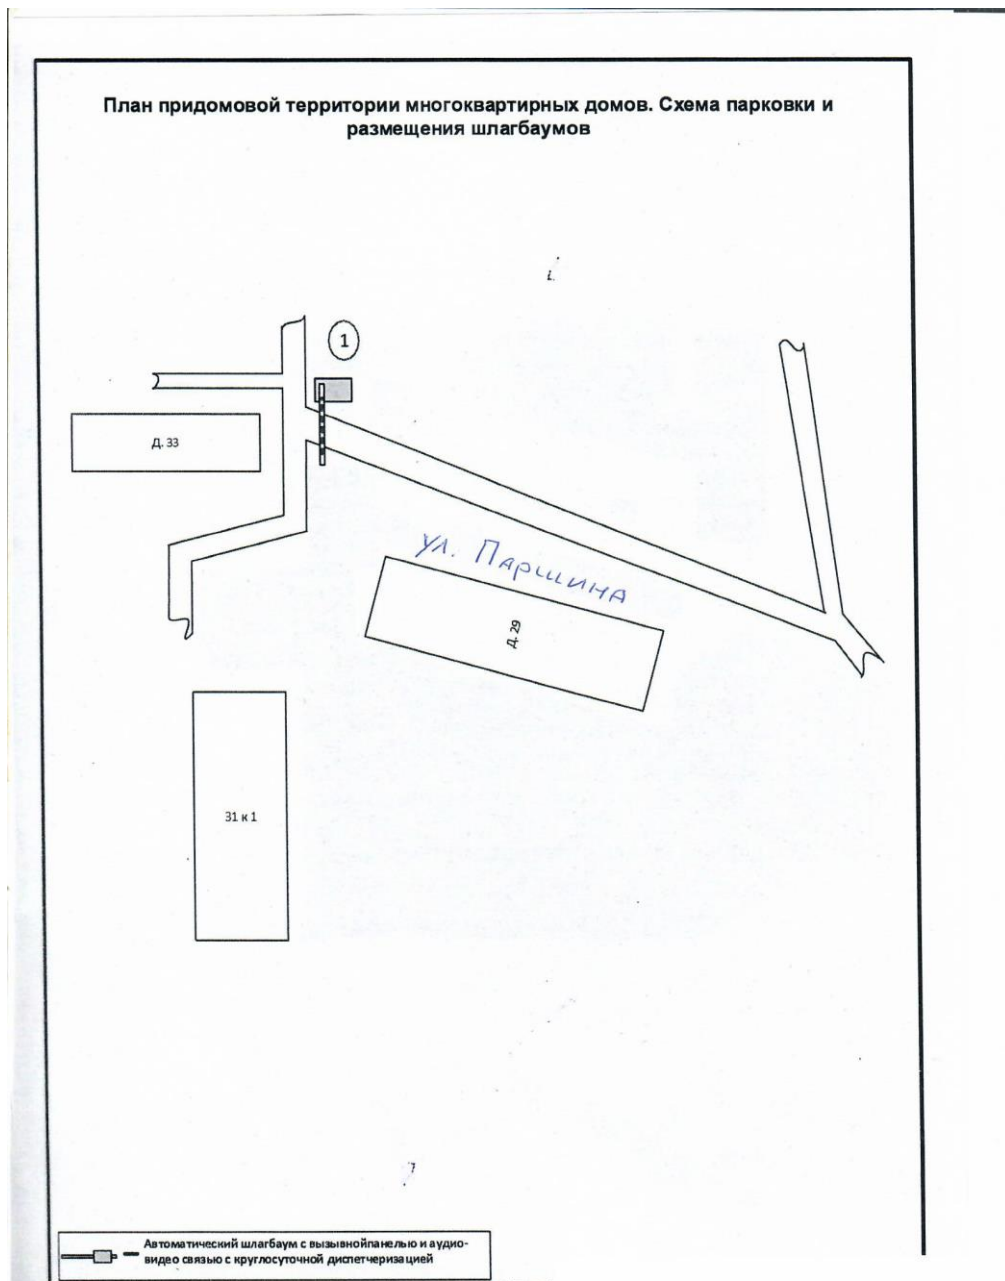 План придомовой территории многоквартирных домов. Схема парковки и
размещения шлагбаумов
1
Д. 33
ул. Паршина
Д. 29
31 к 1
Автоматический шлагбаум с вызывнойпанелью и аудио-
видео связью с круглосуточной диспетчеризацией